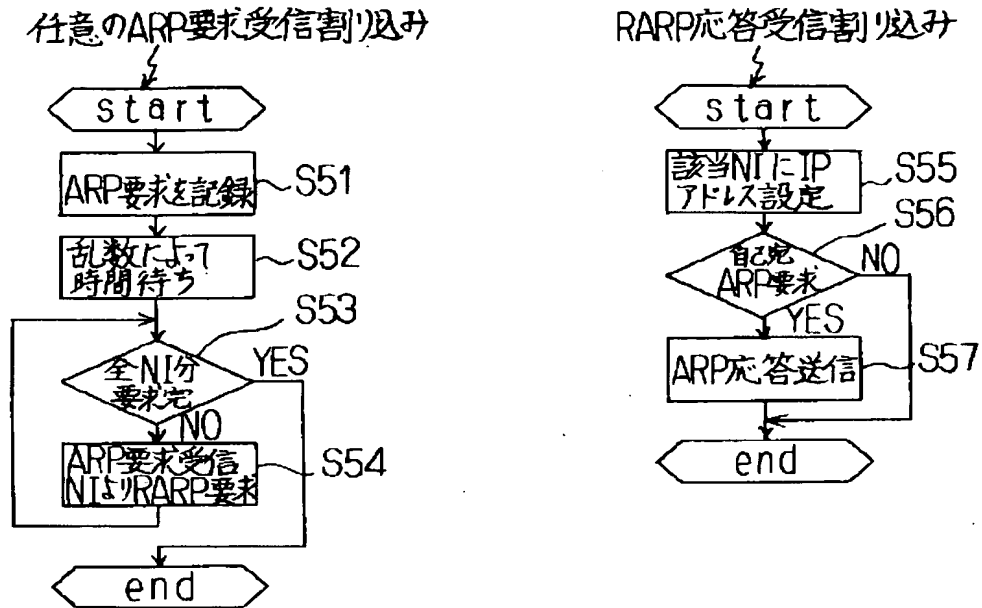 任意のARP要求受信割り込み
start
ARP要求を記録
S51
乱数によって
時間待ち
S52
S53
全NI分
要求完
YES
NO
ARP要求受信
NIよりRARP要求
S54
end
RARP応答受信割り込み
start
該当NIにIP
アドレス設定
S55
S56
自己宛
ARP要求
NO
YES
ARP応答送信
S57
end